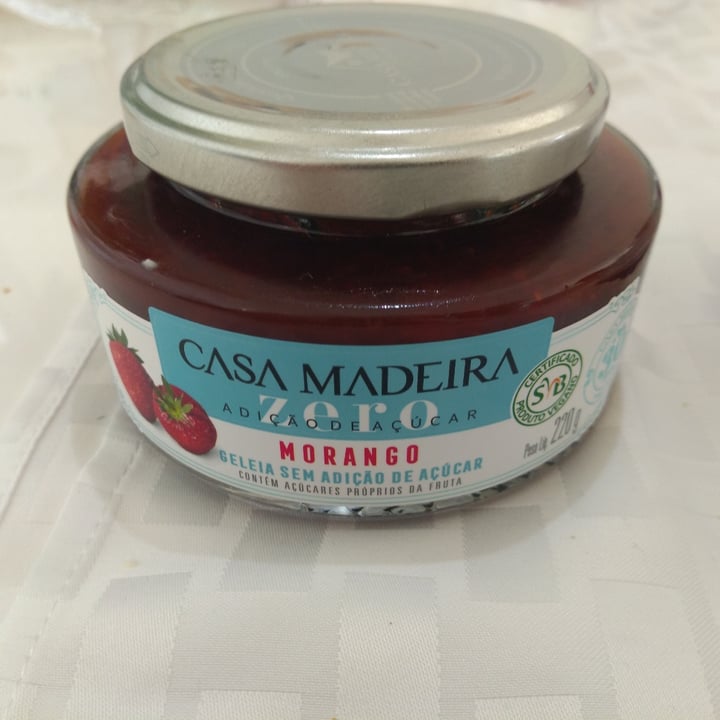 CASA MADEIRA
zero
ADIÇÃO DE AÇÚCAR
MORANGO
GELEIA SEM ADIÇÃO DE AÇÚCAR
CONTÉM AÇÚCARES PRÓPRIOS DA FRUTA
CERTIFICADO
SVB
PRODUTO VEGANO
Peso Líq. 220 g